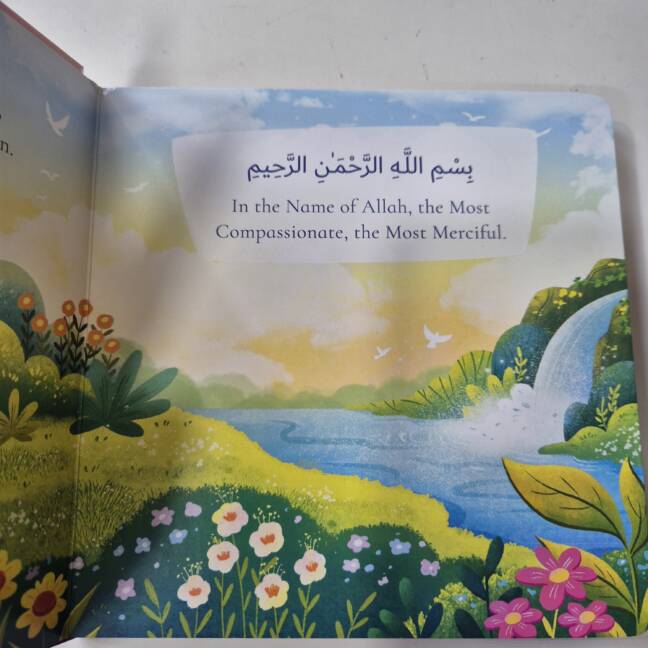 n.
بِسْمِ اللَّهِ الرَّحْمَٰنِ الرَّحِيمِ
In the Name of Allah, the Most
Compassionate, the Most Merciful.